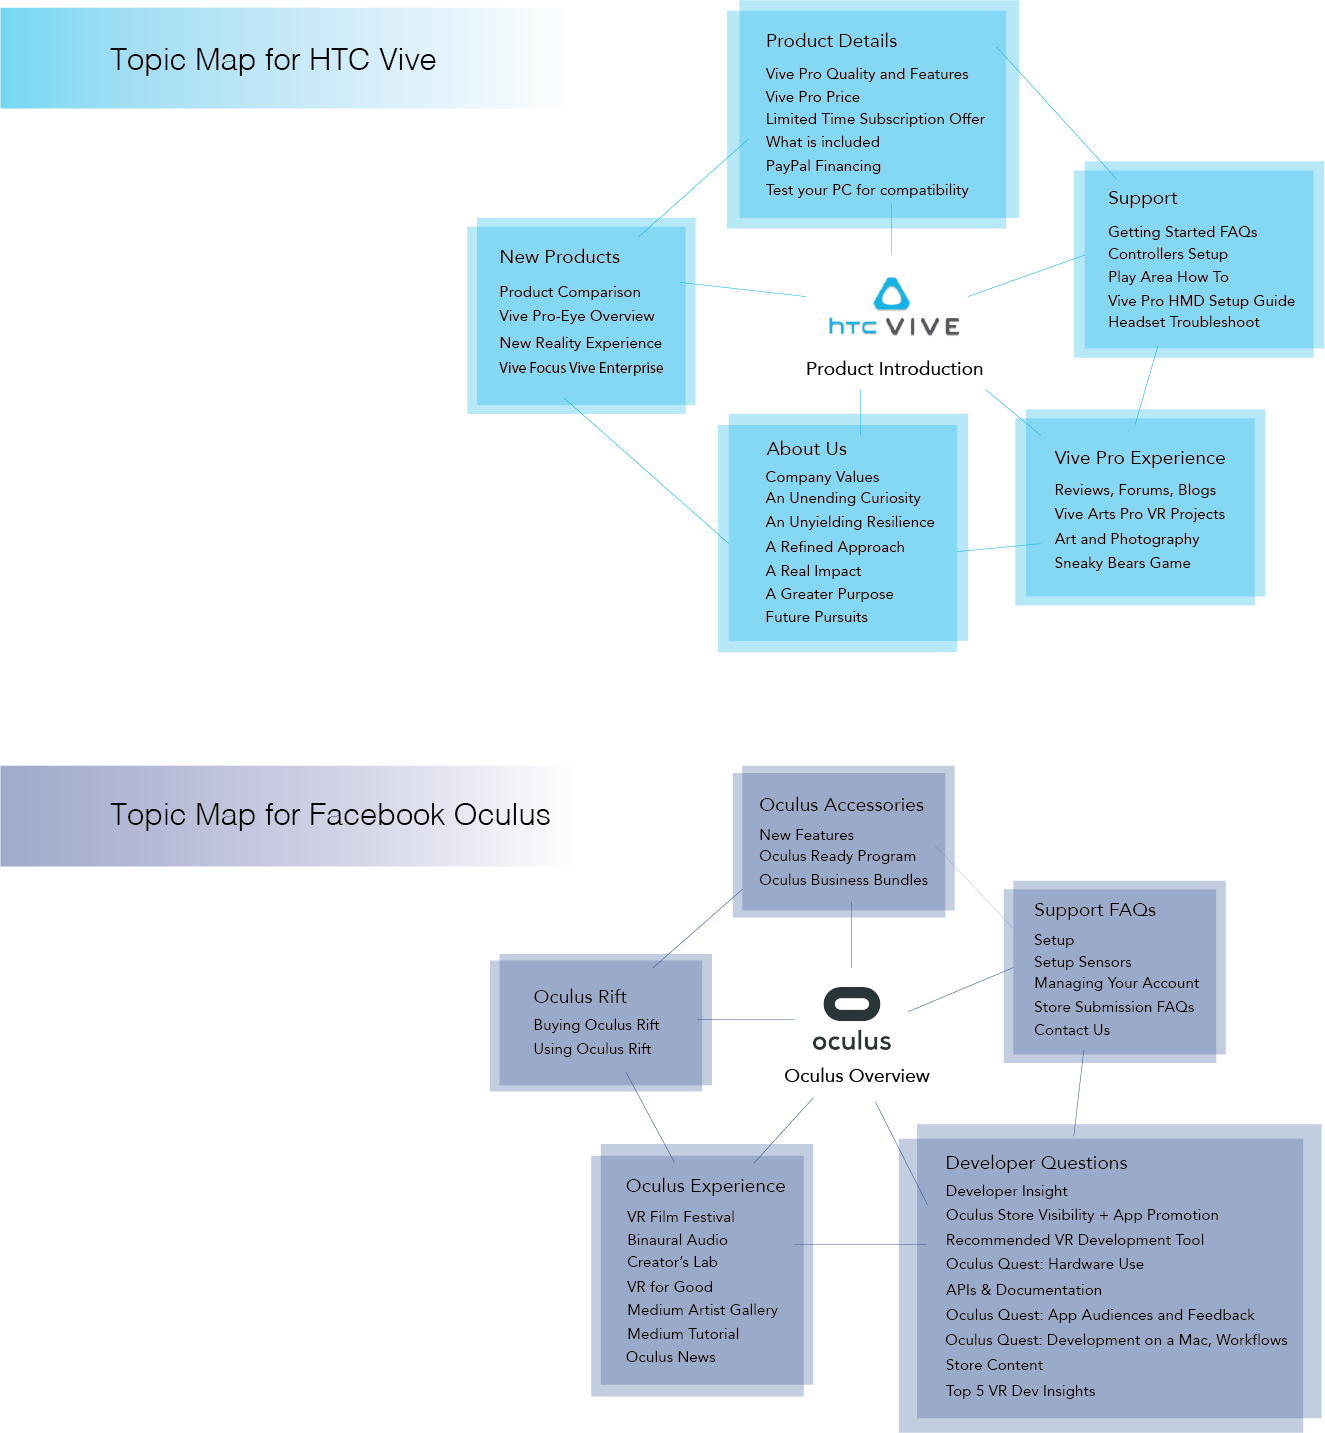 Topic Map for HTC Vive
Product Details
Vive Pro Quality and Features
Vive Pro Price
Limited Time Subscription Offer
What is included
PayPal Financing
Test your PC for compatibility
Support
Getting Started FAQs
Controllers Setup
Play Area How To
Vive Pro HMD Setup Guide
Headset Troubleshoot
New Products
Product Comparison
Vive Pro-Eye Overview
New Reality Experience
Vive Focus Vive Enterprise
hTC VIVE
Product Introduction
About Us
Company Values
An Unending Curiosity
An Unyielding Resilience
A Refined Approach
A Real Impact
A Greater Purpose
Future Pursuits
Vive Pro Experience
Reviews, Forums, Blogs
Vive Arts Pro VR Projects
Art and Photography
Sneaky Bears Game
Topic Map for Facebook Oculus
Oculus Accessories
New Features
Oculus Ready Program
Oculus Business Bundles
Support FAQs
Setup
Setup Sensors
Managing Your Account
Store Submission FAQs
Contact Us
Oculus Rift
Buying Oculus Rift
Using Oculus Rift
oculus
Oculus Overview
Oculus Experience
VR Film Festival
Binaural Audio
Creator’s Lab
VR for Good
Medium Artist Gallery
Medium Tutorial
Oculus News
Developer Questions
Developer Insight
Oculus Store Visibility + App Promotion
Recommended VR Development Tool
Oculus Quest: Hardware Use
APIs & Documentation
Oculus Quest: App Audiences and Feedback
Oculus Quest: Development on a Mac, Workflows
Store Content
Top 5 VR Dev Insights